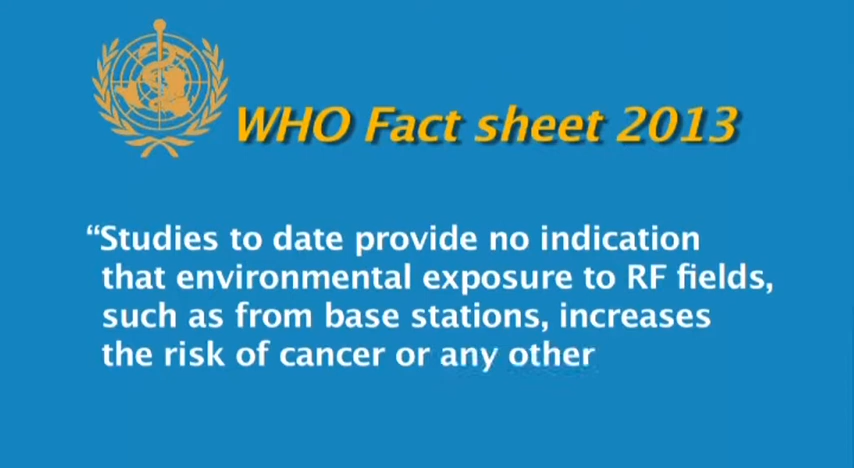 WHO Fact sheet 2013
“Studies to date provide no indication
that environmental exposure to RF fields,
such as from base stations, increases
the risk of cancer or any other